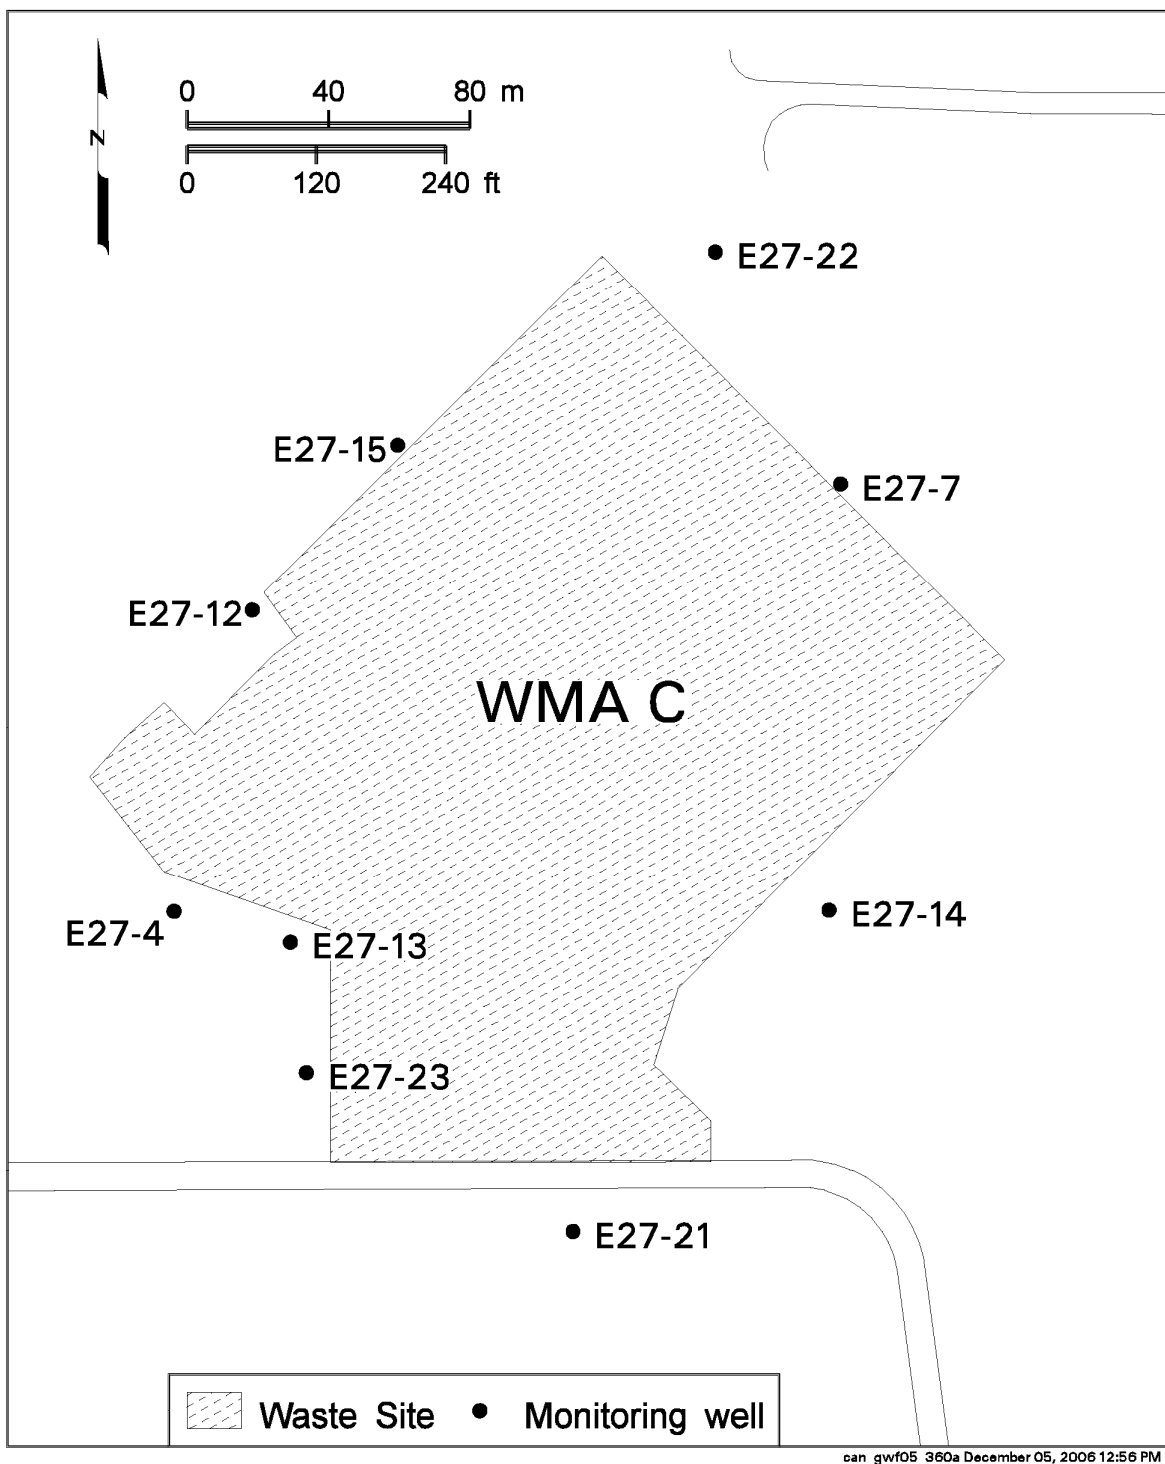 0 40 80 m
N
0 120 240 ft
E27-22
E27-15
E27-7
E27-12
WMA C
E27-14
E27-4
E27-13
E27-23
E27-21
Waste Site Monitoring well
can_gwf05_360a December 05, 2006 12:56 PM